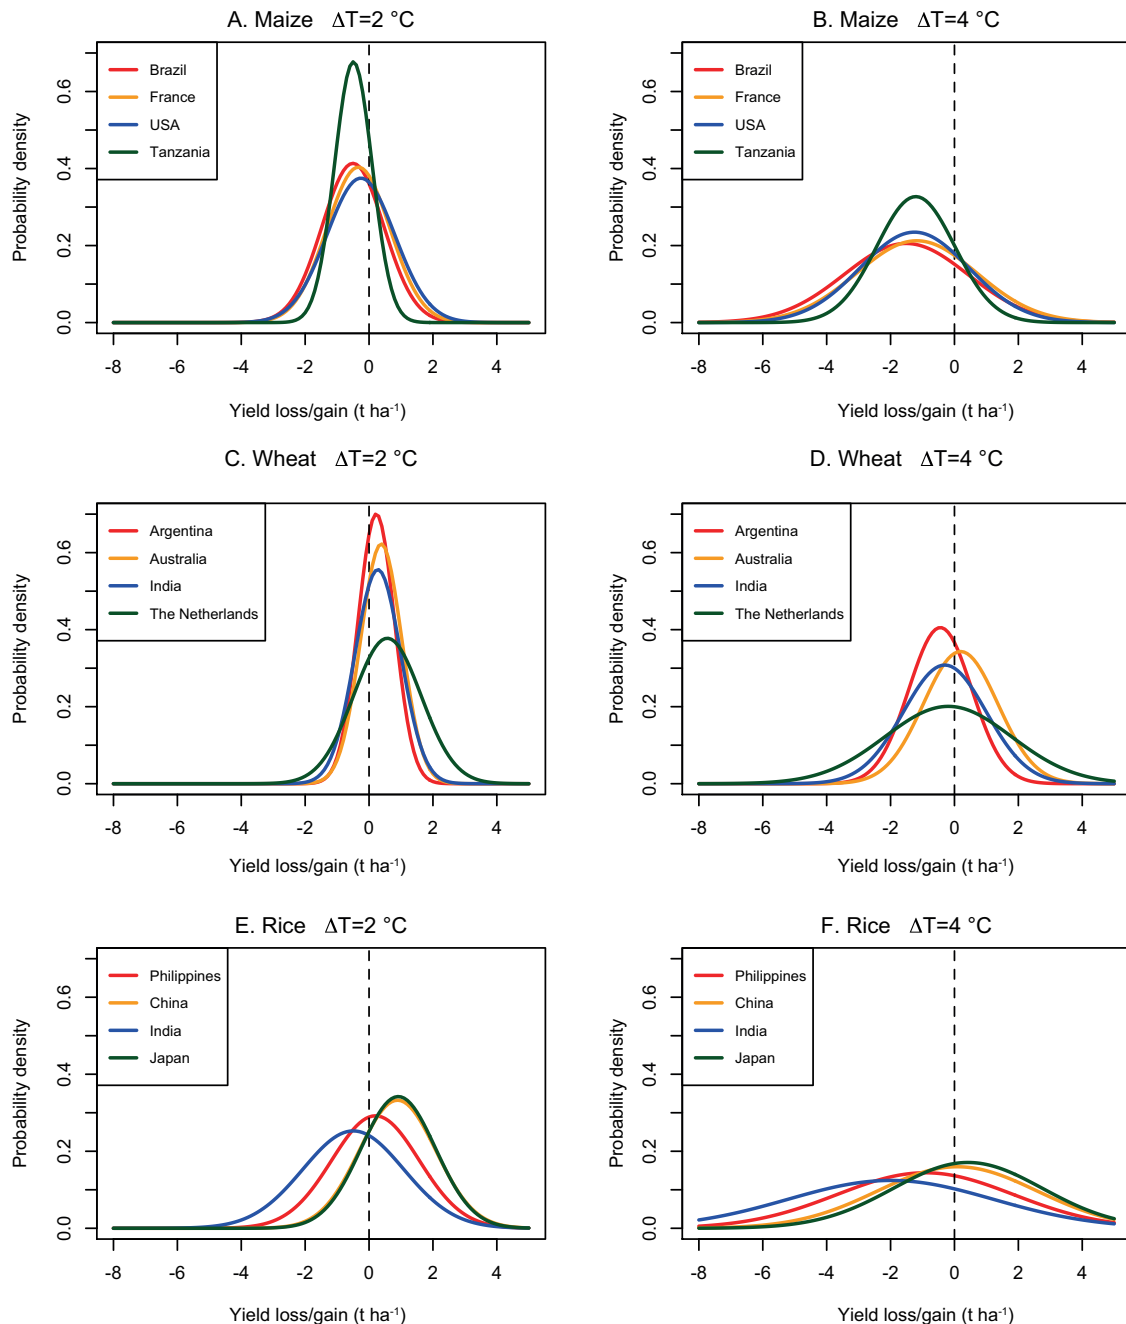 A. Maize ΔT=2 °C
Probability density
0.0 0.2 0.4 0.6
Brazil
France
USA
Tanzania
-8 -6 -4 -2 0 2 4
Yield loss/gain (t ha-1)
B. Maize ΔT=4 °C
Probability density
0.0 0.2 0.4 0.6
Brazil
France
USA
Tanzania
-8 -6 -4 -2 0 2 4
Yield loss/gain (t ha-1)
C. Wheat ΔT=2 °C
Probability density
0.0 0.2 0.4 0.6
Argentina
Australia
India
The Netherlands
-8 -6 -4 -2 0 2 4
Yield loss/gain (t ha-1)
D. Wheat ΔT=4 °C
Probability density
0.0 0.2 0.4 0.6
Argentina
Australia
India
The Netherlands
-8 -6 -4 -2 0 2 4
Yield loss/gain (t ha-1)
E. Rice ΔT=2 °C
Probability density
0.0 0.2 0.4 0.6
Philippines
China
India
Japan
-8 -6 -4 -2 0 2 4
Yield loss/gain (t ha-1)
F. Rice ΔT=4 °C
Probability density
0.0 0.2 0.4 0.6
Philippines
China
India
Japan
-8 -6 -4 -2 0 2 4
Yield loss/gain (t ha-1)